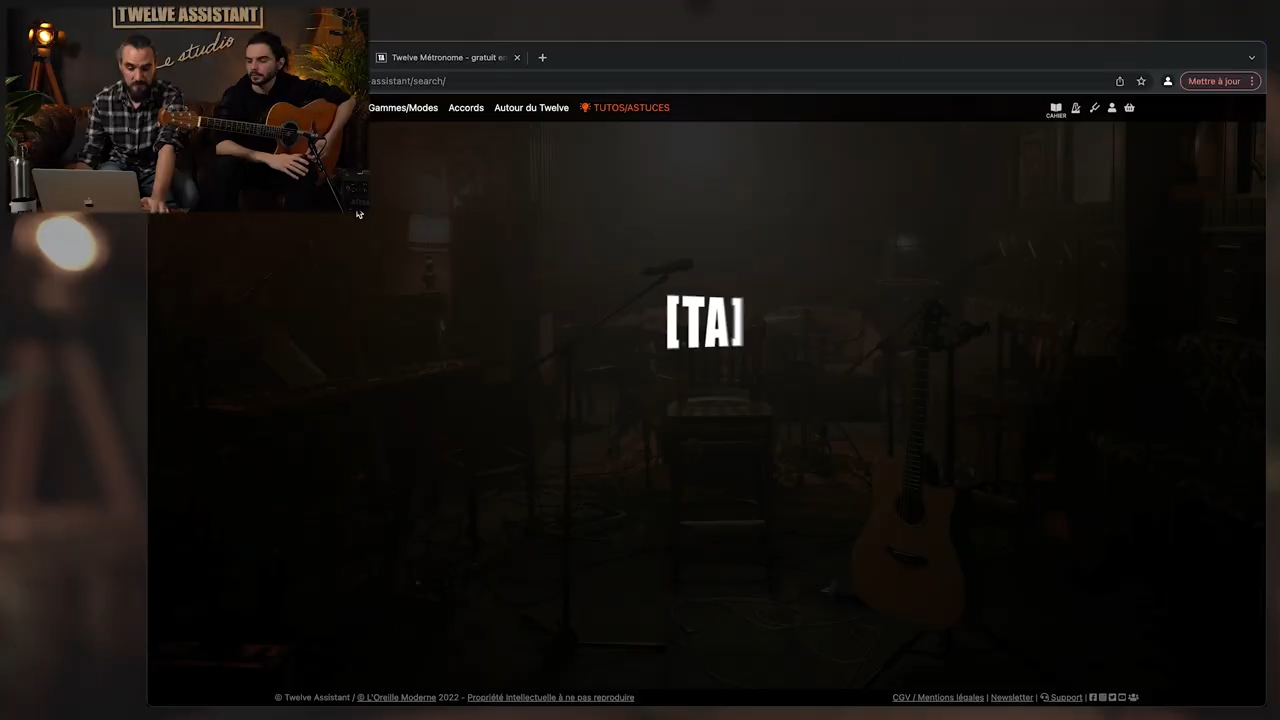 TWELVE ASSISTANT
e studio
Twelve Métronome - gratuit e
assistant/search/
Mettre à jour
Gammes/Modes Accords Autour du Twelve TUTOS/ASTUCES
CAHIER
[TA]
© Twelve Assistant / © L'Oreille Moderne 2022 - Propriété Intellectuelle à ne pas reproduire
CGV / Mentions légales | Newsletter | Support |